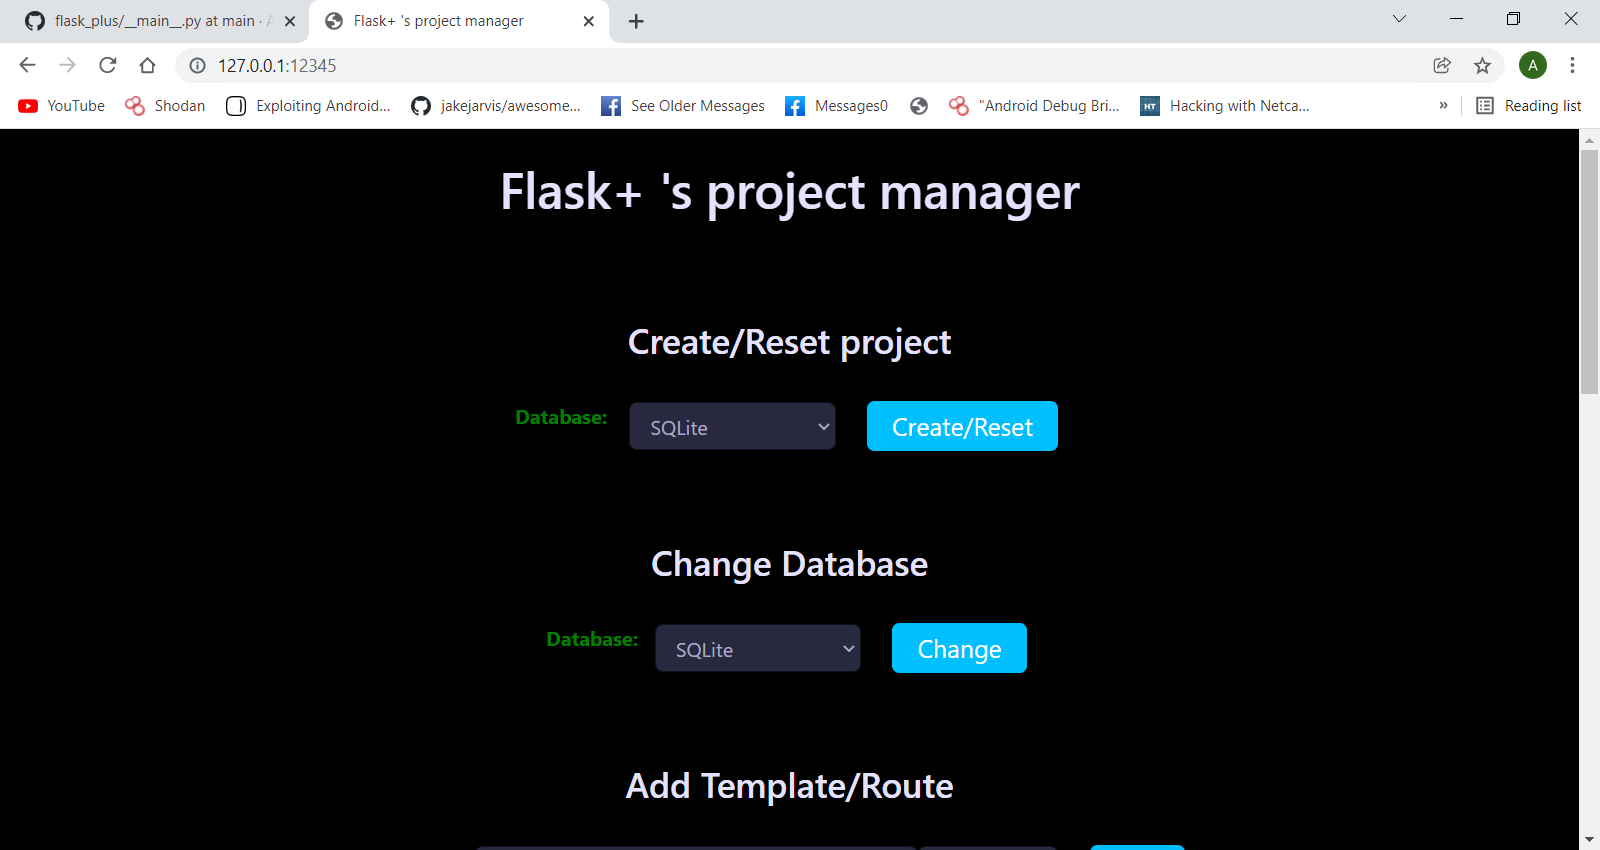 flask_plus/__main__.py at main ·
Flask+ 's project manager
127.0.0.1:12345
A
YouTube
Shodan
Exploiting Android...
jakejarvis/awesome...
See Older Messages
Messages0
"Android Debug Bri...
HT
Hacking with Netca...
»
Reading list
Flask+ 's project manager
Create/Reset project
Database:
SQLite
Create/Reset
Change Database
Database:
SQLite
Change
Add Template/Route